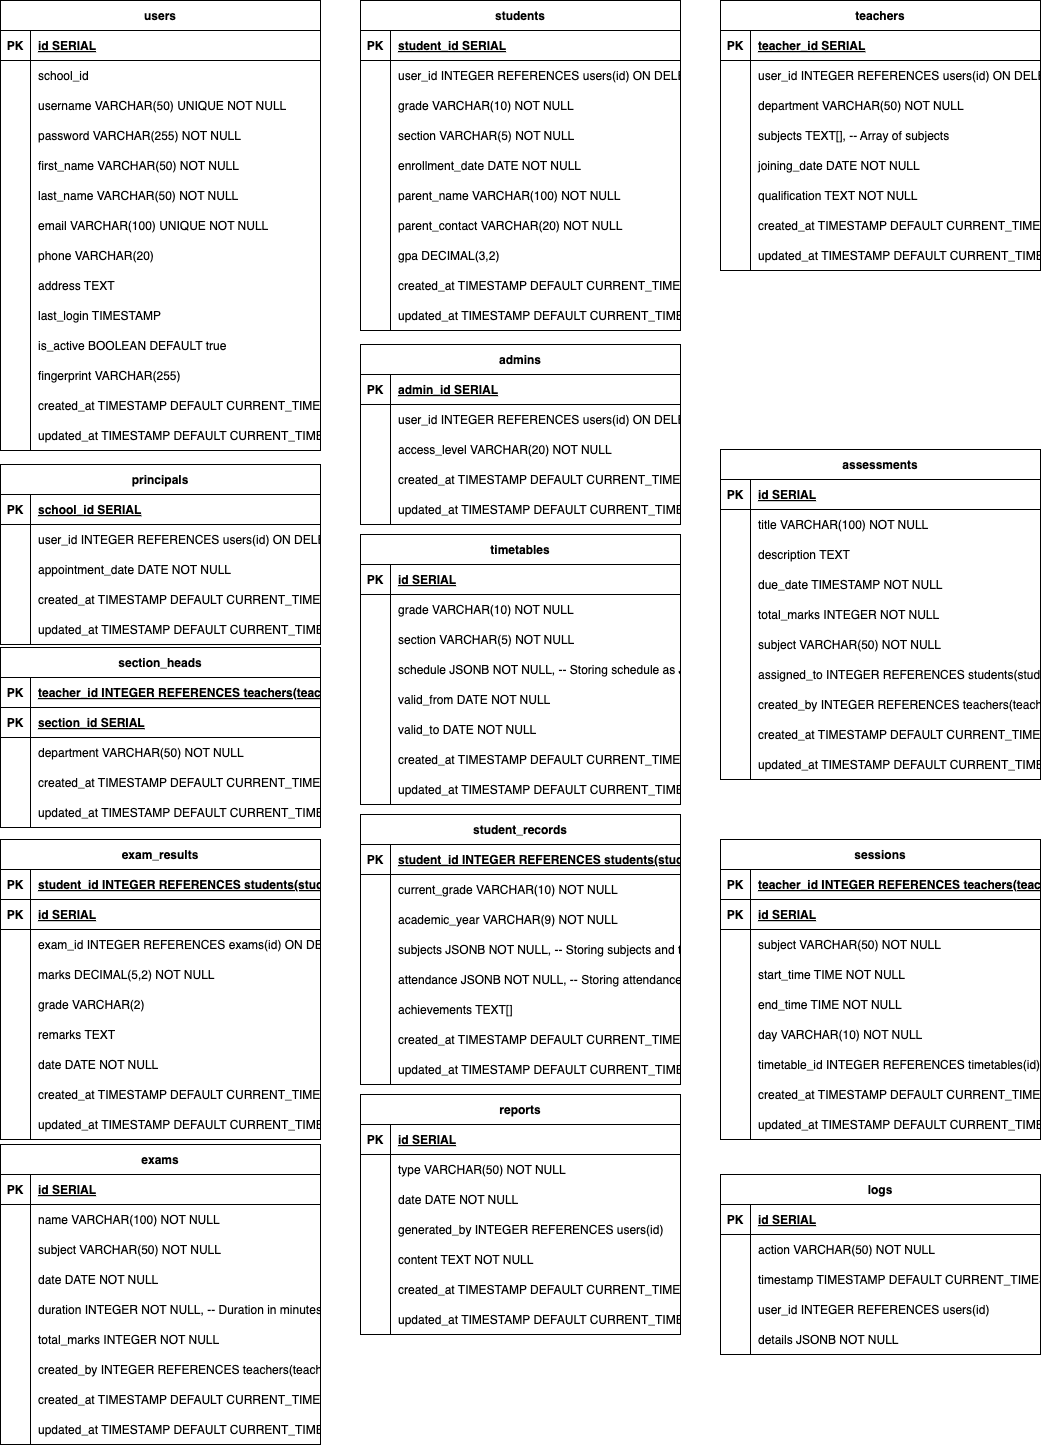 users
PK id SERIAL
school_id
username VARCHAR(50) UNIQUE NOT NULL
password VARCHAR(255) NOT NULL
first_name VARCHAR(50) NOT NULL
last_name VARCHAR(50) NOT NULL
email VARCHAR(100) UNIQUE NOT NULL
phone VARCHAR(20)
address TEXT
last_login TIMESTAMP
is_active BOOLEAN DEFAULT true
fingerprint VARCHAR(255)
created_at TIMESTAMP DEFAULT CURRENT_TIME
updated_at TIMESTAMP DEFAULT CURRENT_TIME
principals
PK school_id SERIAL
user_id INTEGER REFERENCES users(id) ON DEL
appointment_date DATE NOT NULL
created_at TIMESTAMP DEFAULT CURRENT_TIME
updated_at TIMESTAMP DEFAULT CURRENT_TIME
section_heads
PK teacher_id INTEGER REFERENCES teachers(teac
PK section_id SERIAL
department VARCHAR(50) NOT NULL
created_at TIMESTAMP DEFAULT CURRENT_TIME
updated_at TIMESTAMP DEFAULT CURRENT_TIME
exam_results
PK student_id INTEGER REFERENCES students(stud
PK id SERIAL
exam_id INTEGER REFERENCES exams(id) ON DE
marks DECIMAL(5,2) NOT NULL
grade VARCHAR(2)
remarks TEXT
date DATE NOT NULL
created_at TIMESTAMP DEFAULT CURRENT_TIME
updated_at TIMESTAMP DEFAULT CURRENT_TIME
exams
PK id SERIAL
name VARCHAR(100) NOT NULL
subject VARCHAR(50) NOT NULL
date DATE NOT NULL
duration INTEGER NOT NULL, -- Duration in minutes
total_marks INTEGER NOT NULL
created_by INTEGER REFERENCES teachers(teach
created_at TIMESTAMP DEFAULT CURRENT_TIME
updated_at TIMESTAMP DEFAULT CURRENT_TIME
students
PK student_id SERIAL
user_id INTEGER REFERENCES users(id) ON DEL
grade VARCHAR(10) NOT NULL
section VARCHAR(5) NOT NULL
enrollment_date DATE NOT NULL
parent_name VARCHAR(100) NOT NULL
parent_contact VARCHAR(20) NOT NULL
gpa DECIMAL(3,2)
created_at TIMESTAMP DEFAULT CURRENT_TIME
updated_at TIMESTAMP DEFAULT CURRENT_TIME
admins
PK admin_id SERIAL
user_id INTEGER REFERENCES users(id) ON DEL
access_level VARCHAR(20) NOT NULL
created_at TIMESTAMP DEFAULT CURRENT_TIME
updated_at TIMESTAMP DEFAULT CURRENT_TIME
timetables
PK id SERIAL
grade VARCHAR(10) NOT NULL
section VARCHAR(5) NOT NULL
schedule JSONB NOT NULL, -- Storing schedule as
valid_from DATE NOT NULL
valid_to DATE NOT NULL
created_at TIMESTAMP DEFAULT CURRENT_TIME
updated_at TIMESTAMP DEFAULT CURRENT_TIME
student_records
PK student_id INTEGER REFERENCES students(stud
current_grade VARCHAR(10) NOT NULL
academic_year VARCHAR(9) NOT NULL
subjects JSONB NOT NULL, -- Storing subjects and t
attendance JSONB NOT NULL, -- Storing attendance
achievements TEXT[]
created_at TIMESTAMP DEFAULT CURRENT_TIME
updated_at TIMESTAMP DEFAULT CURRENT_TIME
reports
PK id SERIAL
type VARCHAR(50) NOT NULL
date DATE NOT NULL
generated_by INTEGER REFERENCES users(id)
content TEXT NOT NULL
created_at TIMESTAMP DEFAULT CURRENT_TIME
updated_at TIMESTAMP DEFAULT CURRENT_TIME
teachers
PK teacher_id SERIAL
user_id INTEGER REFERENCES users(id) ON DEL
department VARCHAR(50) NOT NULL
subjects TEXT[], -- Array of subjects
joining_date DATE NOT NULL
qualification TEXT NOT NULL
created_at TIMESTAMP DEFAULT CURRENT_TIME
updated_at TIMESTAMP DEFAULT CURRENT_TIME
assessments
PK id SERIAL
title VARCHAR(100) NOT NULL
description TEXT
due_date TIMESTAMP NOT NULL
total_marks INTEGER NOT NULL
subject VARCHAR(50) NOT NULL
assigned_to INTEGER REFERENCES students(stud
created_by INTEGER REFERENCES teachers(teach
created_at TIMESTAMP DEFAULT CURRENT_TIME
updated_at TIMESTAMP DEFAULT CURRENT_TIME
sessions
PK teacher_id INTEGER REFERENCES teachers(teac
PK id SERIAL
subject VARCHAR(50) NOT NULL
start_time TIME NOT NULL
end_time TIME NOT NULL
day VARCHAR(10) NOT NULL
timetable_id INTEGER REFERENCES timetables(id)
created_at TIMESTAMP DEFAULT CURRENT_TIME
updated_at TIMESTAMP DEFAULT CURRENT_TIME
logs
PK id SERIAL
action VARCHAR(50) NOT NULL
timestamp TIMESTAMP DEFAULT CURRENT_TIME
user_id INTEGER REFERENCES users(id)
details JSONB NOT NULL